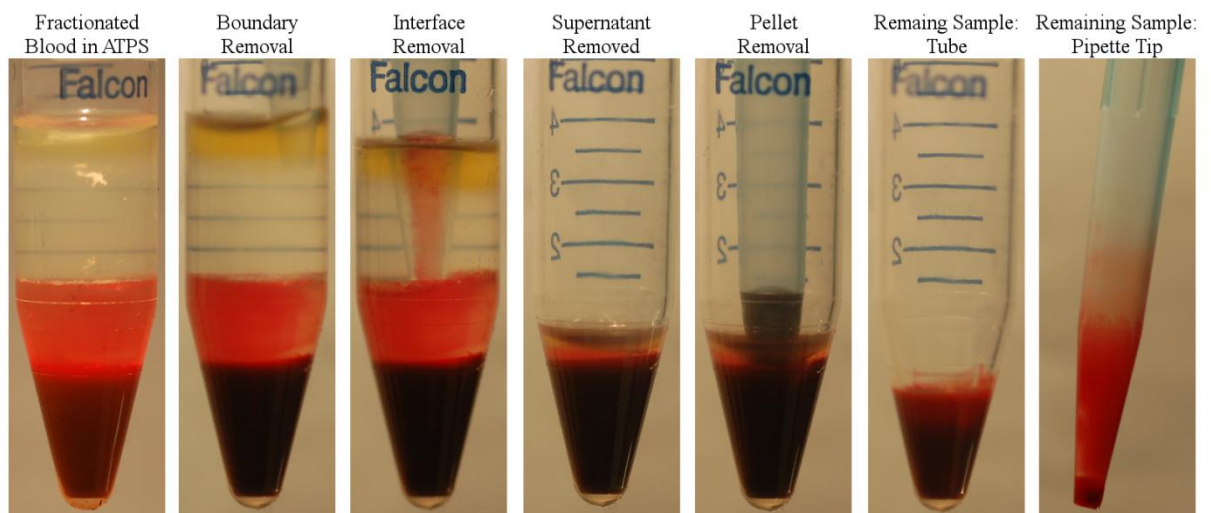 Fractionated
Blood in ATPS
Boundary
Removal
Interface
Removal
Supernatant
Removed
Pellet
Removal
Remaing Sample:
Tube
Remaining Sample:
Pipette Tip
Falcon
Falcon
Falcon
4
Falcon
4
3
2
Falcon
4
3
2
Falcon
4
3
2